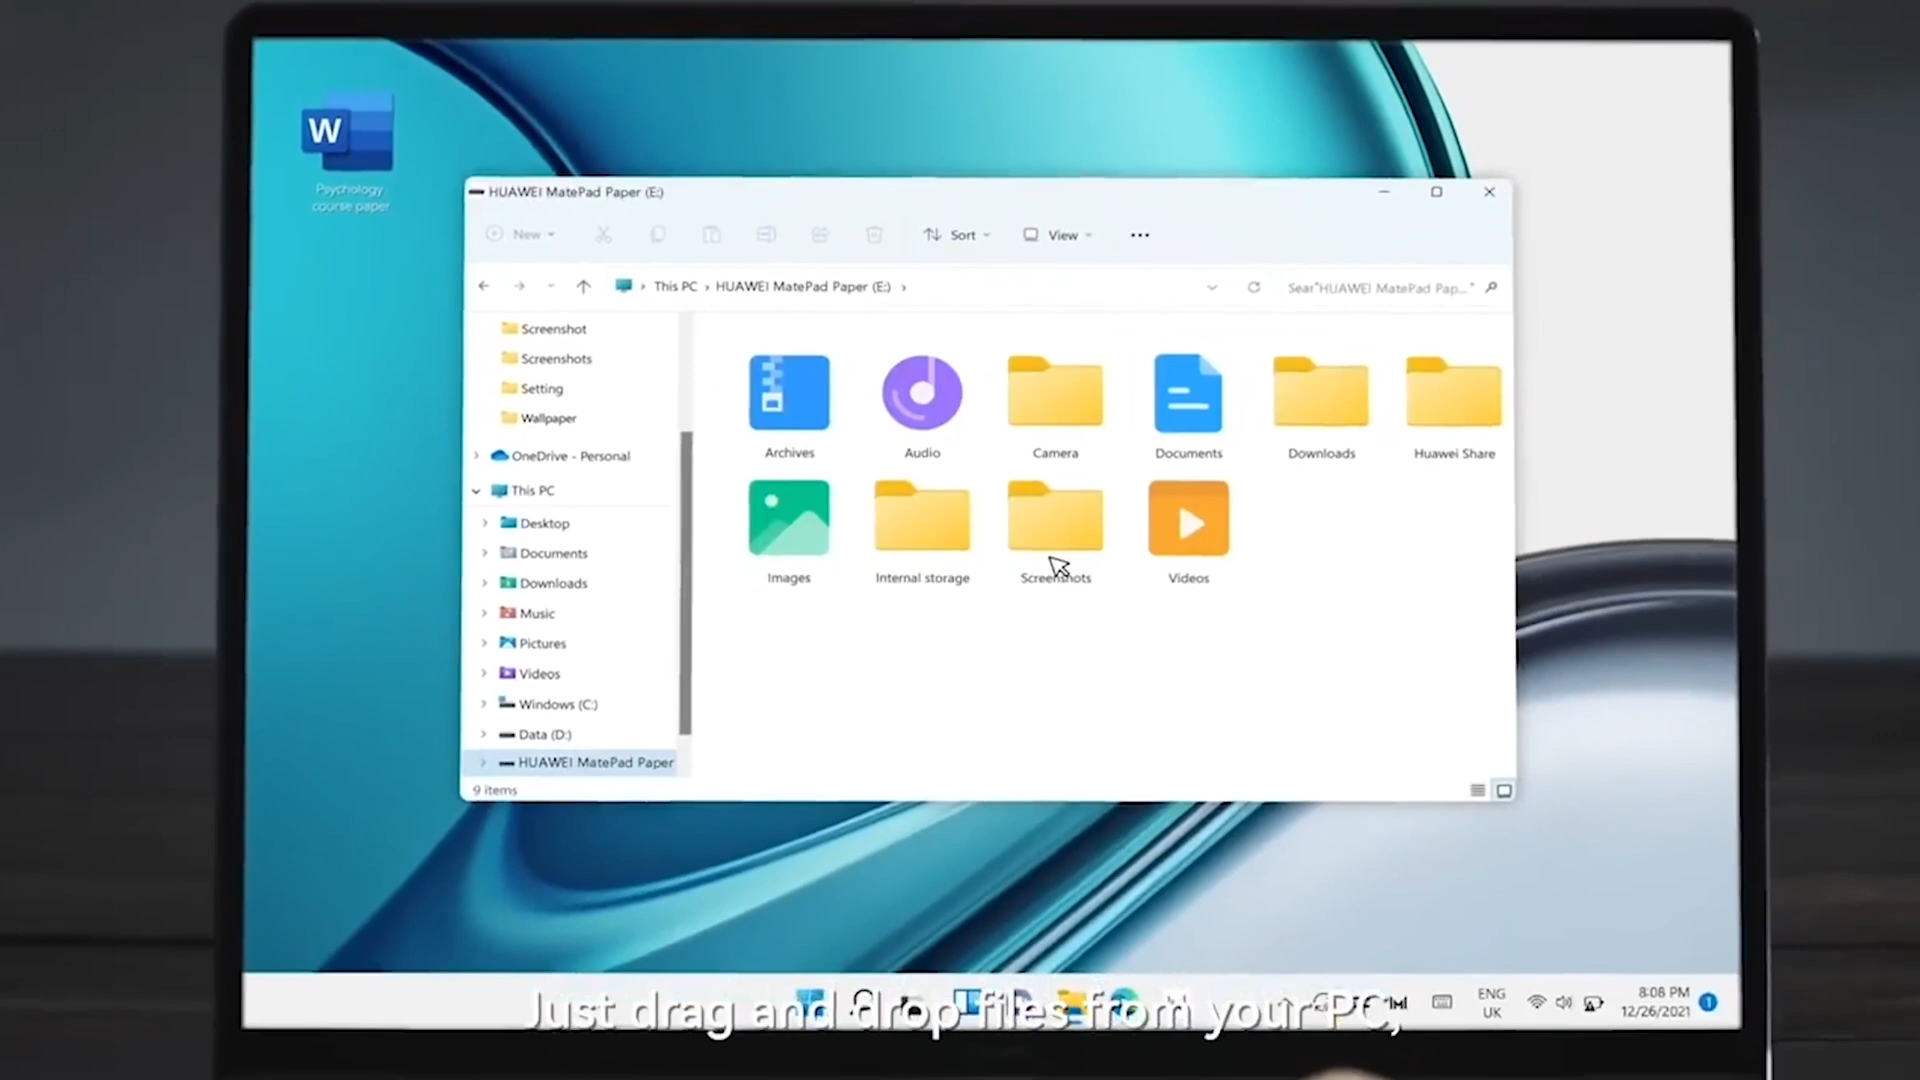 W
Psychology
course paper
HUAWEI MatePad Paper (E:)
New
Sort
View
This PC > HUAWEI MatePad Paper (E:) >
Sear"HUAWEI MatePad Pap..."
Screenshot
Screenshots
Setting
Wallpaper
OneDrive - Personal
This PC
Desktop
Documents
Downloads
Music
Pictures
Videos
Windows (C:)
Data (D:)
HUAWEI MatePad Paper
9 items
Archives
Audio
Camera
Documents
Downloads
Huawei Share
Images
Internal storage
Screenshots
Videos
Just drag and drop files from your PC,
ENG
UK
8:08 PM
12/26/2021
1